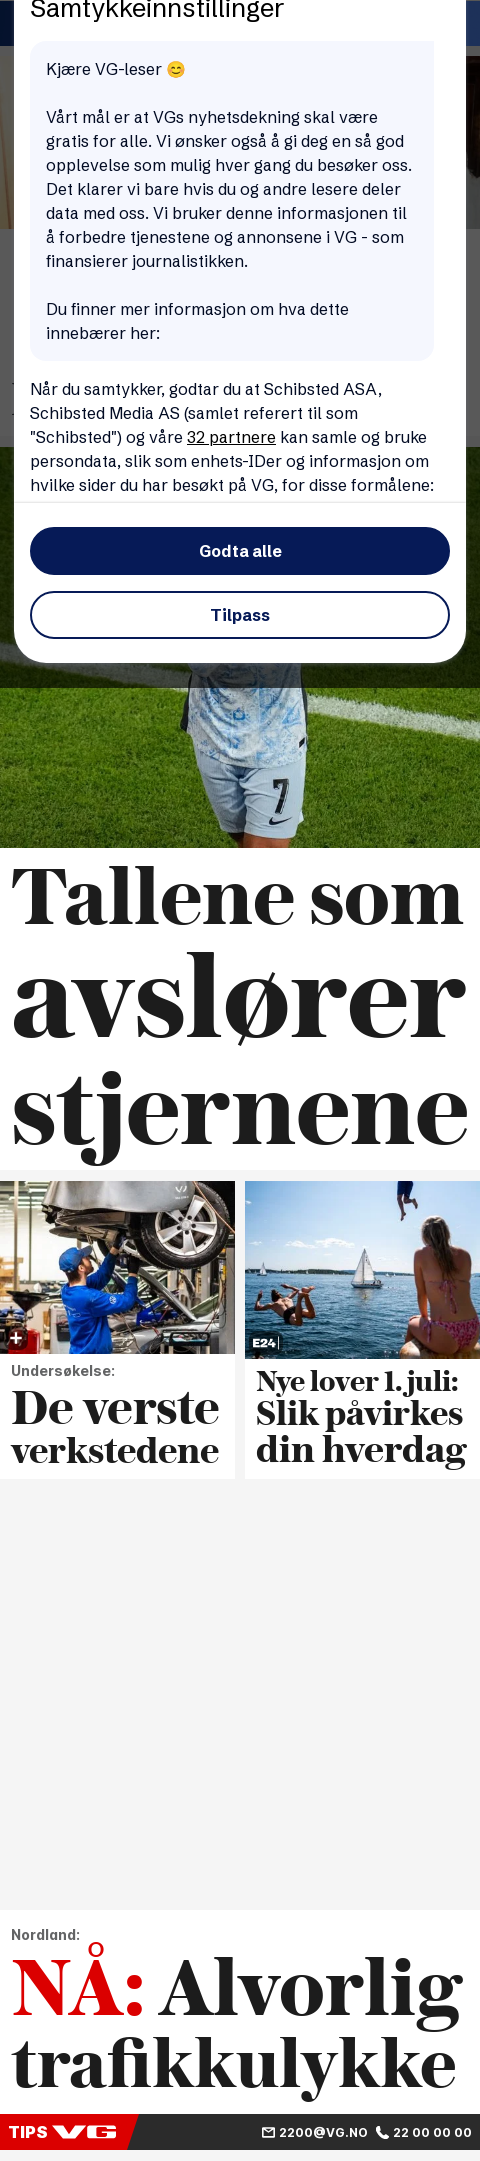 Samtykkeinnstillinger
Kjære VG-leser 😊
Vårt mål er at VGs nyhetsdekning skal være
gratis for alle. Vi ønsker også å gi deg en så god
opplevelse som mulig hver gang du besøker oss.
Det klarer vi bare hvis du og andre lesere deler
data med oss. Vi bruker denne informasjonen til
å forbedre tjenestene og annonsene i VG - som
finansierer journalistikken.
Du finner mer informasjon om hva dette
innebærer her:
Når du samtykker, godtar du at Schibsted ASA,
Schibsted Media AS (samlet referert til som
"Schibsted") og våre 32 partnere kan samle og bruke
persondata, slik som enhets-IDer og informasjon om
hvilke sider du har besøkt på VG, for disse formålene:
Godta alle
Tilpass
7
Tallene som
avslører
stjernene
Undersøkelse:
De verste
verkstedene
E24
Nye lover 1. juli:
Slik påvirkes
din hverdag
Nordland:
NÅ: Alvorlig
trafikkulykke
TIPS VG 2200@VG.NO 22 00 00 00